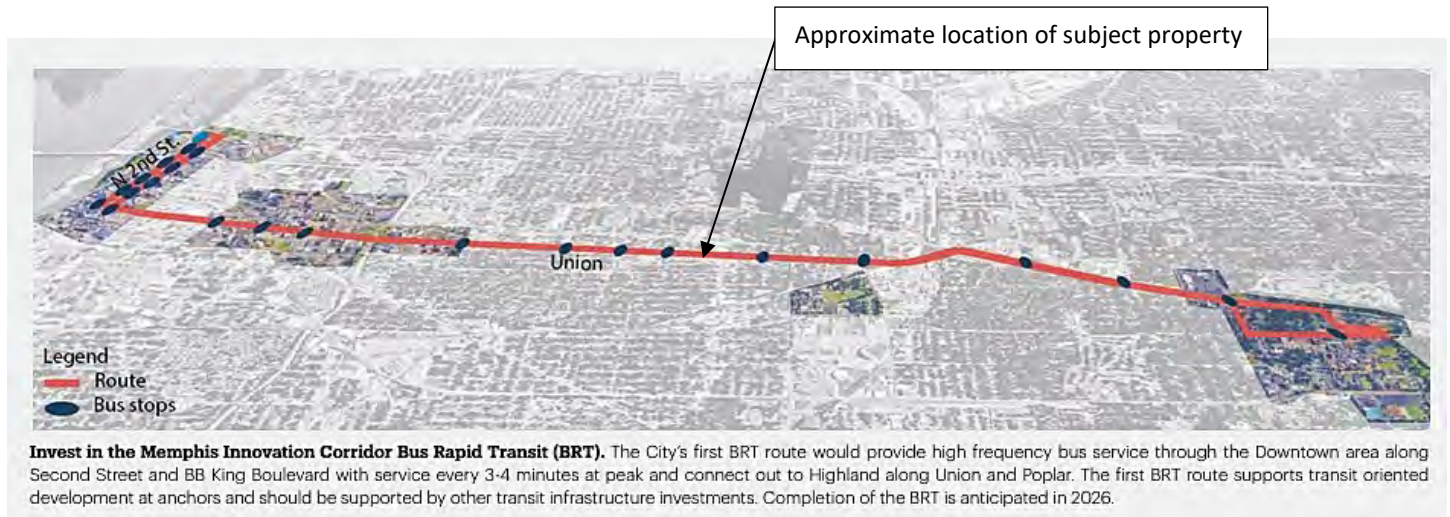 Approximate location of subject property
N 2nd St.
Union
Legend
Route
Bus stops
Invest in the Memphis Innovation Corridor Bus Rapid Transit (BRT). The City's first BRT route would provide high frequency bus service through the Downtown area along
Second Street and BB King Boulevard with service every 3-4 minutes at peak and connect out to Highland along Union and Poplar. The first BRT route supports transit oriented
development at anchors and should be supported by other transit infrastructure investments. Completion of the BRT is anticipated in 2026.